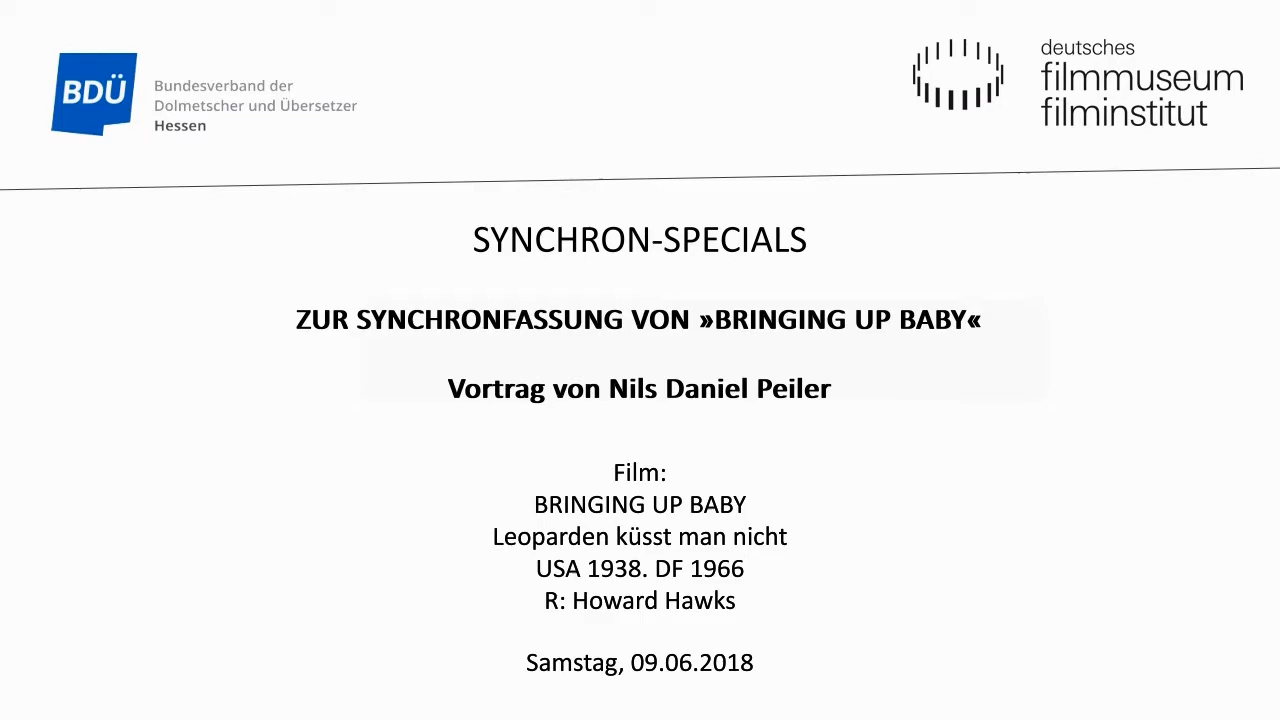 BDÜ
Bundesverband der
Dolmetscher und Übersetzer
Hessen
deutsches
filmmuseum
filminstitut
SYNCHRON-SPECIALS
ZUR SYNCHRONFASSUNG VON »BRINGING UP BABY«
Vortrag von Nils Daniel Peiler
Film:
BRINGING UP BABY
Leoparden küsst man nicht
USA 1938. DF 1966
R: Howard Hawks
Samstag, 09.06.2018